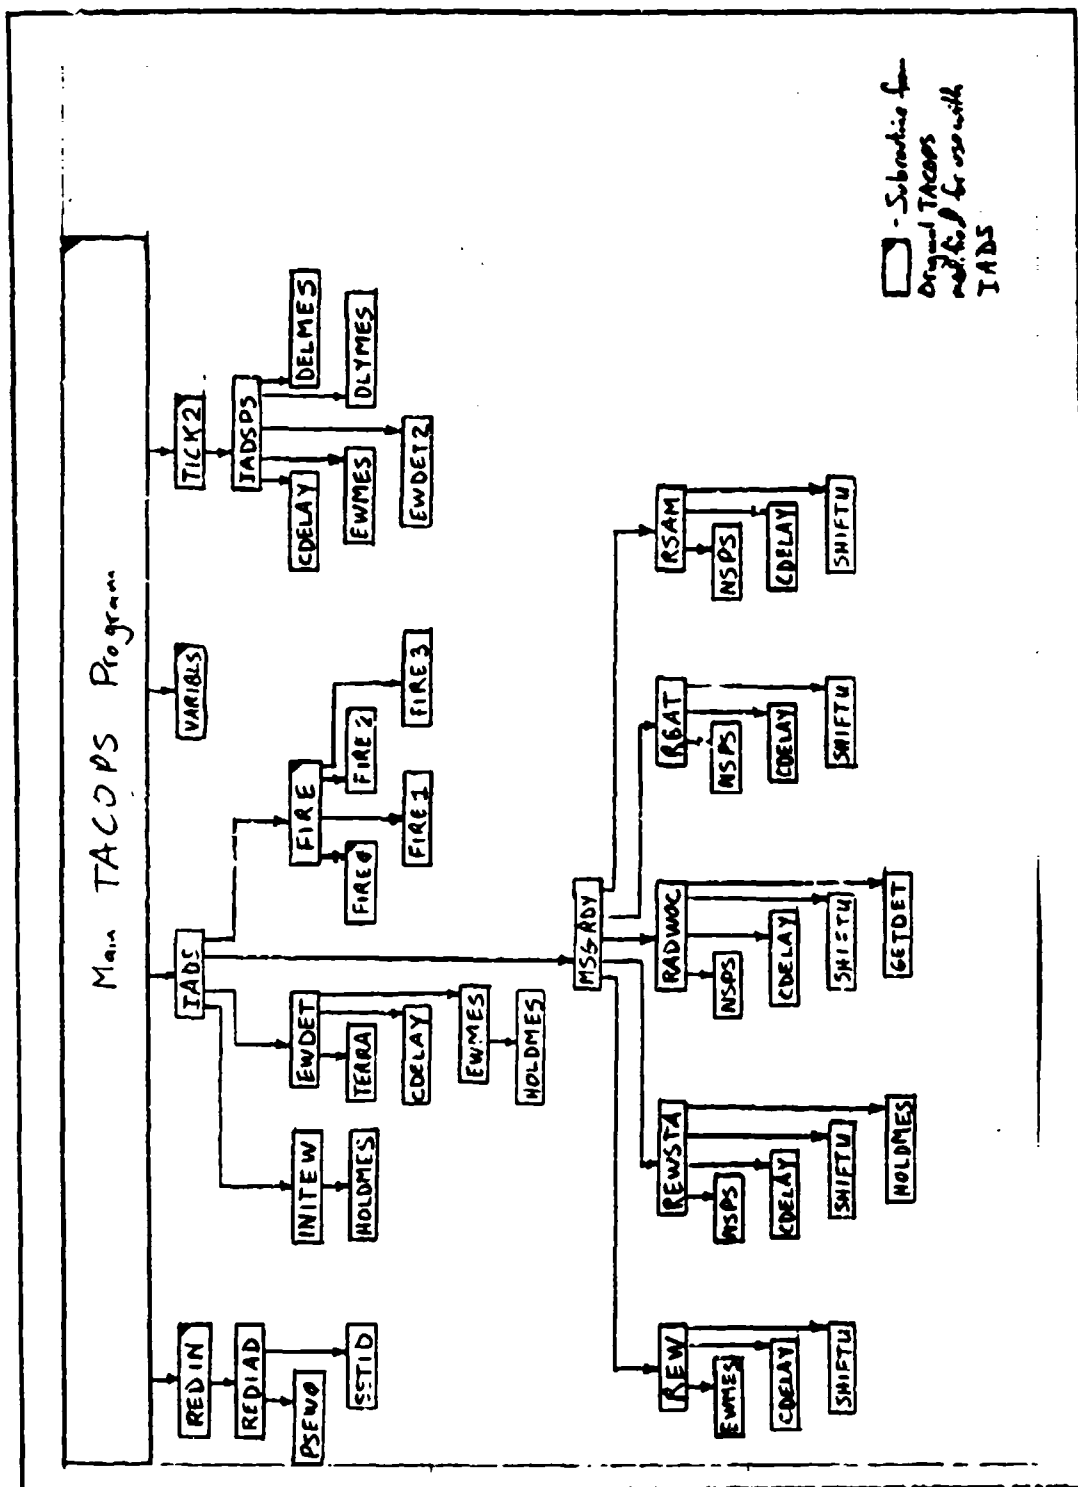 Main TACOPS Program
REDIN
VARIBLS
TICK2
REDIAD
IADS
IADSPS
PSEW0
SETID
INITEW
HOLDMES
EWDET
TERRA
CDELAY
EWMES
HOLDMES
FIRE
FIRE0
FIRE1
FIRE2
FIRE3
CDELAY
EWMES
EWDET2
DLYMES
DELMES
MSGRDY
REW
EWMES
CDELAY
SHIFTU
REWSTA
NSPS
CDELAY
SHIFTU
HOLDMES
RADWOC
NSPS
CDELAY
SHIFTU
GETDET
RBAT
NSPS
CDELAY
SHIFTU
RSAM
NSPS
CDELAY
SHIFTU
- Subroutine from
Original TACOPS
modified for use with
IADS